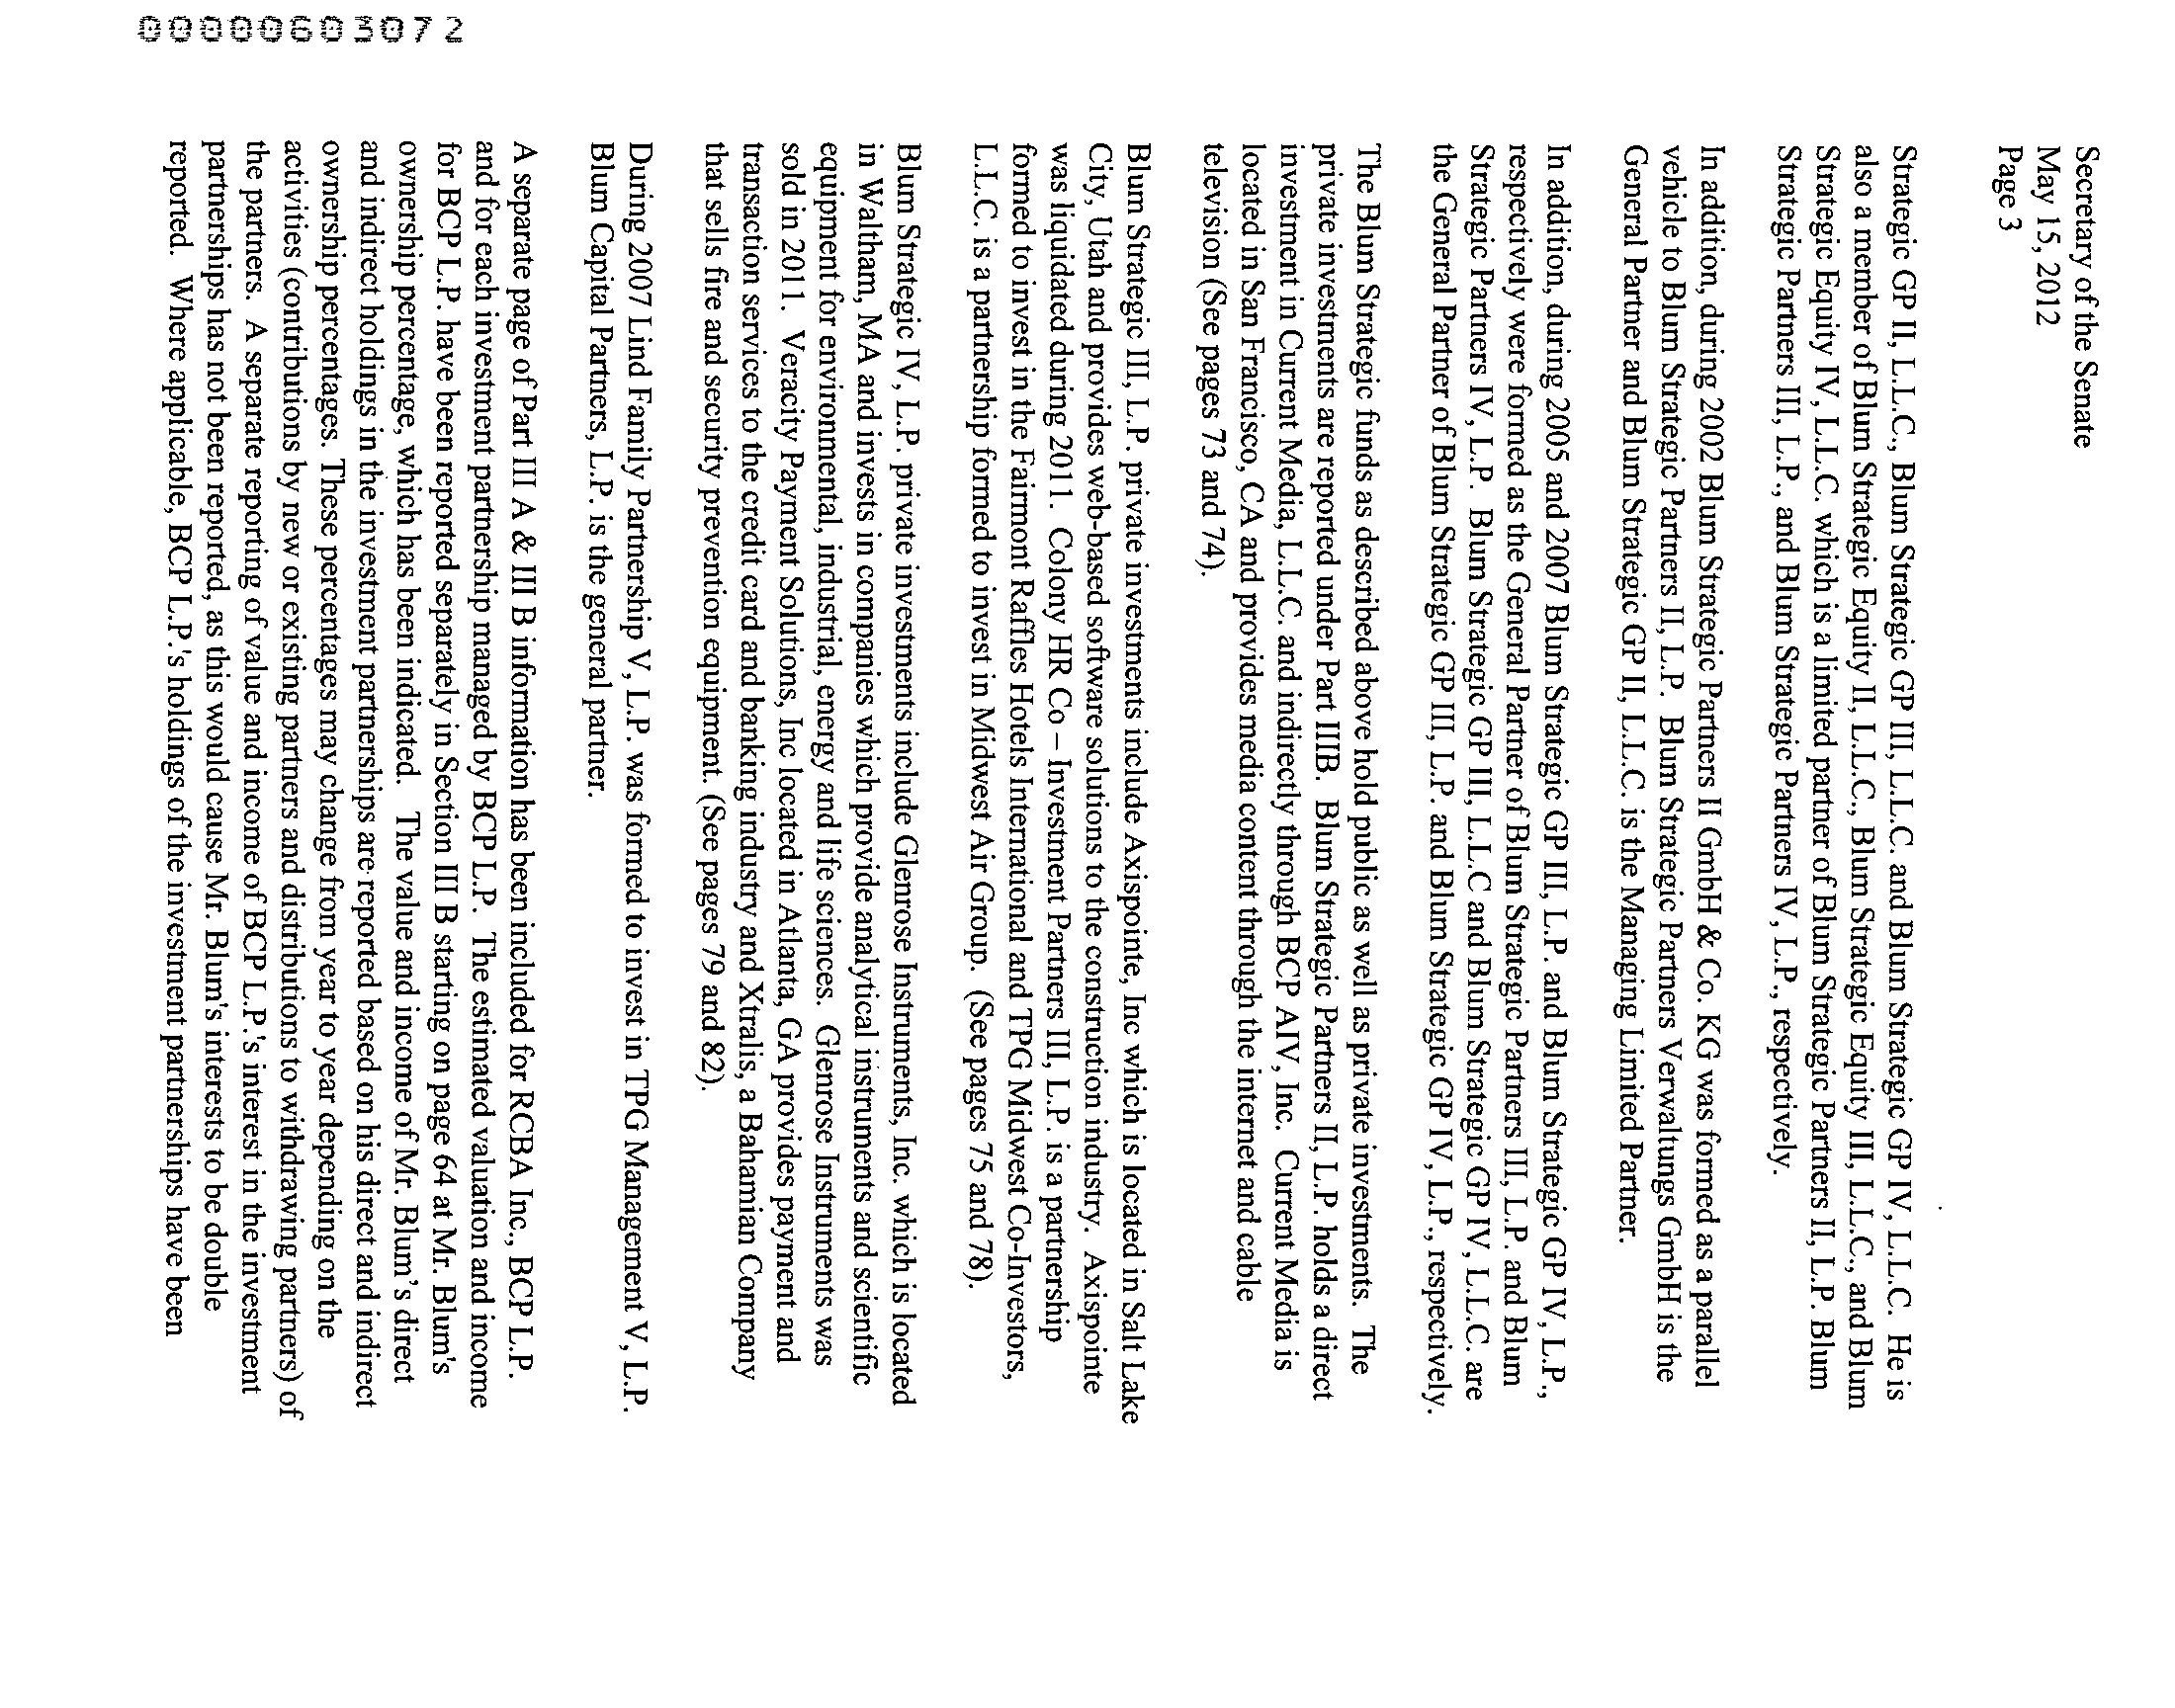 Secretary of the Senate
May 15, 2012
Page 3
Strategic GP II, L.L.C., Blum Strategic GP III, L.L.C. and Blum Strategic GP IV, L.L.C. He is
also a member of Blum Strategic Equity II, L.L.C., Blum Strategic Equity III, L.L.C., and Blum
Strategic Equity IV, L.L.C. which is a limited partner of Blum Strategic Partners II, L.P. Blum
Strategic Partners III, L.P., and Blum Strategic Partners IV, L.P., respectively.
In addition, during 2002 Blum Strategic Partners II GmbH & Co. KG was formed as a parallel
vehicle to Blum Strategic Partners II, L.P. Blum Strategic Partners Verwaltungs GmbH is the
General Partner and Blum Strategic GP II, L.L.C. is the Managing Limited Partner.
In addition, during 2005 and 2007 Blum Strategic GP III, L.P. and Blum Strategic GP IV, L.P.,
respectively were formed as the General Partner of Blum Strategic Partners III, L.P. and Blum
Strategic Partners IV, L.P. Blum Strategic GP III, L.L.C and Blum Strategic GP IV, L.L.C. are
the General Partner of Blum Strategic GP III, L.P. and Blum Strategic GP IV, L.P., respectively.
The Blum Strategic funds as described above hold public as well as private investments. The
private investments are reported under Part IIIB. Blum Strategic Partners II, L.P. holds a direct
investment in Current Media, L.L.C. and indirectly through BCP AIV, Inc. Current Media is
located in San Francisco, CA and provides media content through the internet and cable
television (See pages 73 and 74).
Blum Strategic III, L.P. private investments include Axispointe, Inc which is located in Salt Lake
City, Utah and provides web-based software solutions to the construction industry. Axispointe
was liquidated during 2011. Colony HR Co – Investment Partners III, L.P. is a partnership
formed to invest in the Fairmont Raffles Hotels International and TPG Midwest Co-Investors,
L.L.C. is a partnership formed to invest in Midwest Air Group. (See pages 75 and 78).
Blum Strategic IV, L.P. private investments include Glenrose Instruments, Inc. which is located
in Waltham, MA and invests in companies which provide analytical instruments and scientific
equipment for environmental, industrial, energy and life sciences. Glenrose Instruments was
sold in 2011. Veracity Payment Solutions, Inc located in Atlanta, GA provides payment and
transaction services to the credit card and banking industry and Xtralis, a Bahamian Company
that sells fire and security prevention equipment. (See pages 79 and 82).
During 2007 Lind Family Partnership V, L.P. was formed to invest in TPG Management V, L.P.
Blum Capital Partners, L.P. is the general partner.
A separate page of Part III A & III B information has been included for RCBA Inc., BCP L.P.
and for each investment partnership managed by BCP L.P. The estimated valuation and income
for BCP L.P. have been reported separately in Section III B starting on page 64 at Mr. Blum's
ownership percentage, which has been indicated. The value and income of Mr. Blum's direct
and indirect holdings in the investment partnerships are reported based on his direct and indirect
ownership percentages. These percentages may change from year to year depending on the
activities (contributions by new or existing partners and distributions to withdrawing partners) of
the partners. A separate reporting of value and income of BCP L.P.'s interest in the investment
partnerships has not been reported, as this would cause Mr. Blum's interests to be double
reported. Where applicable, BCP L.P.'s holdings of the investment partnerships have been
00000603072